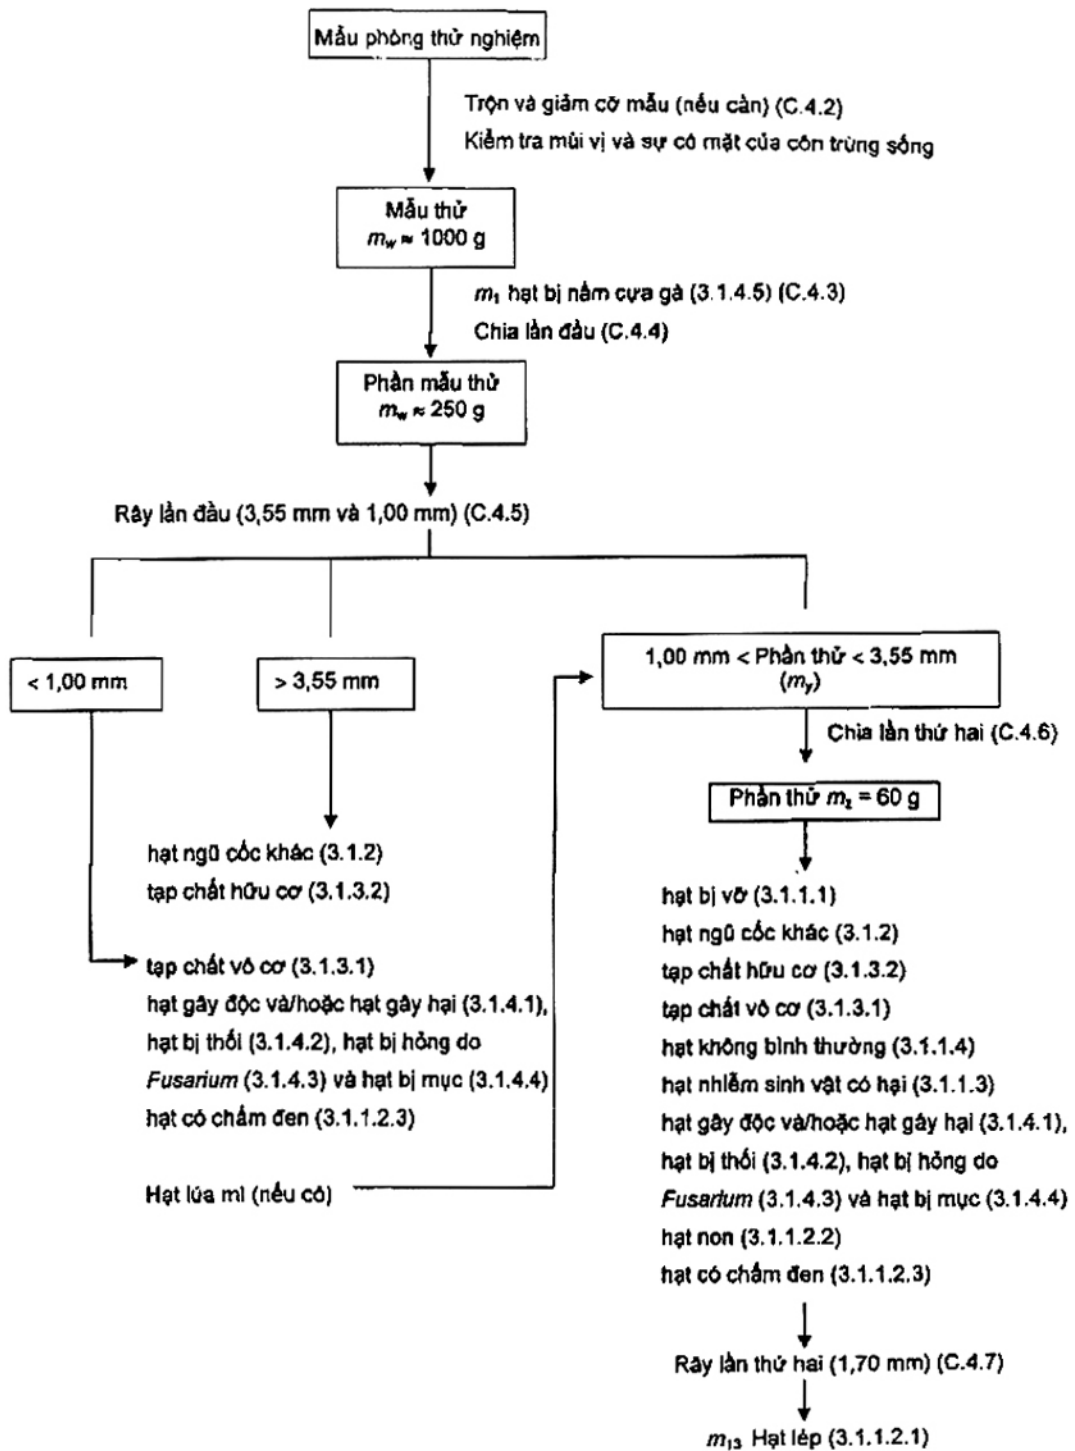 Mẫu phòng thử nghiệm
Trộn và giảm cỡ mẫu (nếu cần) (C.4.2)
Kiểm tra mùi vị và sự có mặt của côn trùng sống
Mẫu thử
m_w ≈ 1000 g
m₁ hạt bị nấm cựa gà (3.1.4.5) (C.4.3)
Chia lần đầu (C.4.4)
Phần mẫu thử
m_w ≈ 250 g
Rây lần đầu (3,55 mm và 1,00 mm) (C.4.5)
< 1,00 mm
> 3,55 mm
1,00 mm < Phần thử < 3,55 mm
(m_y)
Chia lần thứ hai (C.4.6)
Phần thử m_z = 60 g
hạt ngũ cốc khác (3.1.2)
tạp chất hữu cơ (3.1.3.2)
tạp chất vô cơ (3.1.3.1)
hạt gây độc và/hoặc hạt gây hại (3.1.4.1),
hạt bị thối (3.1.4.2), hạt bị hỏng do
Fusarium (3.1.4.3) và hạt bị mục (3.1.4.4)
hạt có chấm đen (3.1.1.2.3)
Hạt lúa mì (nếu có)
hạt bị vỡ (3.1.1.1)
hạt ngũ cốc khác (3.1.2)
tạp chất hữu cơ (3.1.3.2)
tạp chất vô cơ (3.1.3.1)
hạt không bình thường (3.1.1.4)
hạt nhiễm sinh vật có hại (3.1.1.3)
hạt gây độc và/hoặc hạt gây hại (3.1.4.1),
hạt bị thối (3.1.4.2), hạt bị hỏng do
Fusarium (3.1.4.3) và hạt bị mục (3.1.4.4)
hạt non (3.1.1.2.2)
hạt có chấm đen (3.1.1.2.3)
Rây lần thứ hai (1,70 mm) (C.4.7)
m₁₃ Hạt lép (3.1.1.2.1)